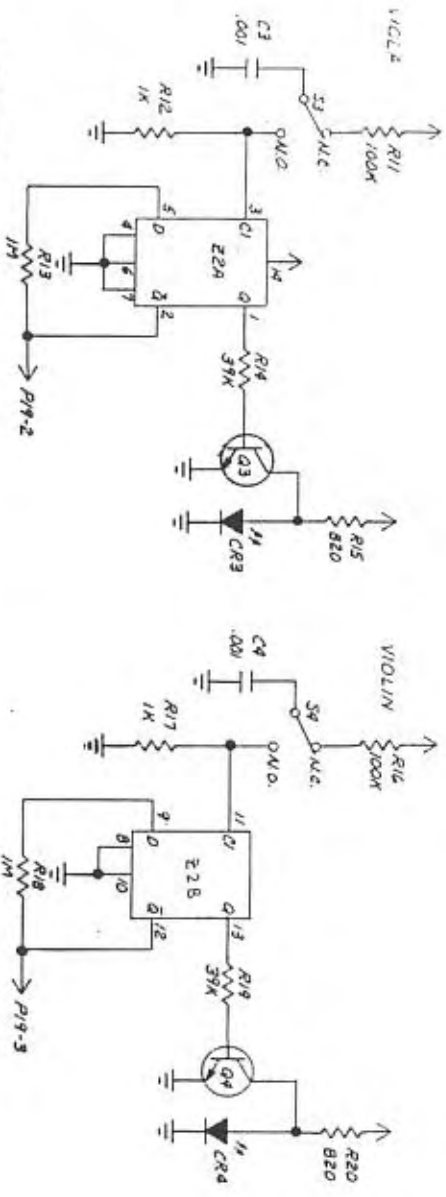 R11
100K
S3
N.C.
C3
.001
N.O.
R12
1K
3
C1
14
Q
1
Z2A
5
D
4
6
7
Q̄
2
R13
1M
P19-2
R14
39K
Q3
R15
820
CR3
VIOLIN
R16
100K
S4
N.C.
C4
.001
N.O.
R17
1K
11
C1
Q
13
Z2B
9
D
8
10
Q̄
12
R18
1M
P19-3
R19
39K
Q4
R20
820
CR4